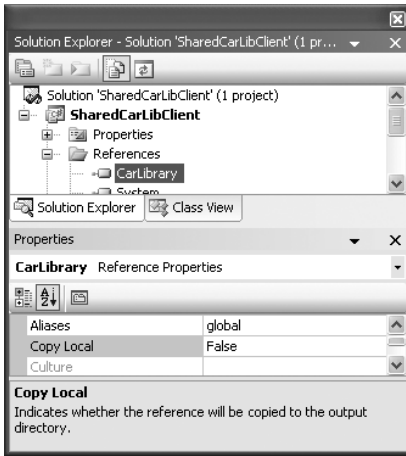 Solution Explorer - Solution 'SharedCarLibClient' (1 pr...
Solution 'SharedCarLibClient' (1 project)
SharedCarLibClient
Properties
References
CarLibrary
System
Solution Explorer
Class View
Properties
CarLibrary Reference Properties
Aliases global
Copy Local False
Culture
Copy Local
Indicates whether the reference will be copied to the output
directory.